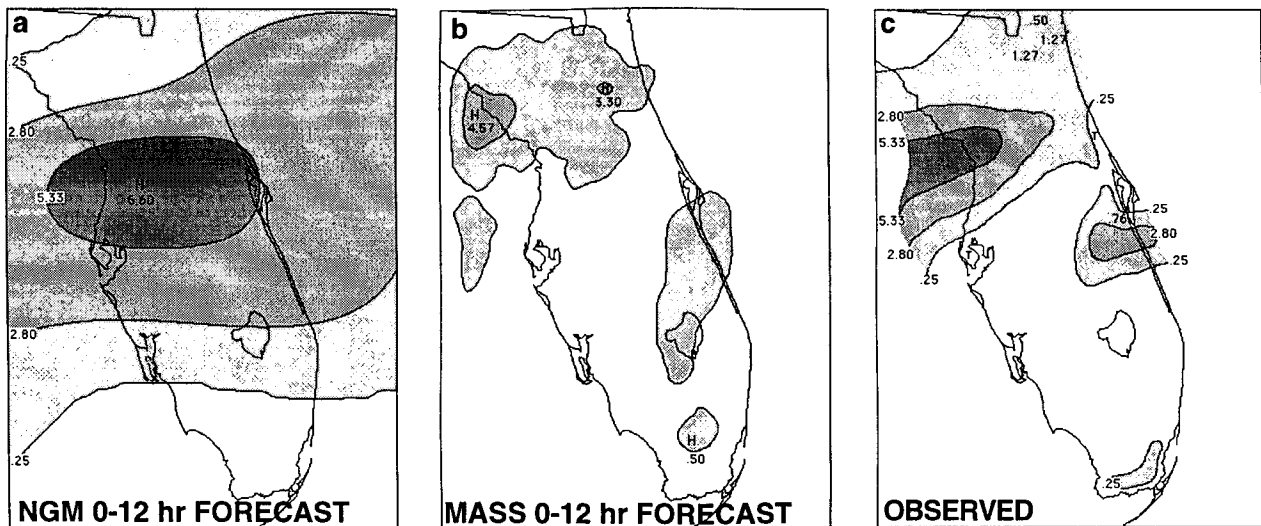 a
.25
2.80
5.33
H
6.60
2.80
.25
NGM 0-12 hr FORECAST
b
H
4.57
H
3.30
H
.50
MASS 0-12 hr FORECAST
c
.50
1.27
1.27
.25
2.80
5.33
5.33
2.80
.25
.76
.25
2.80
.25
.25
OBSERVED